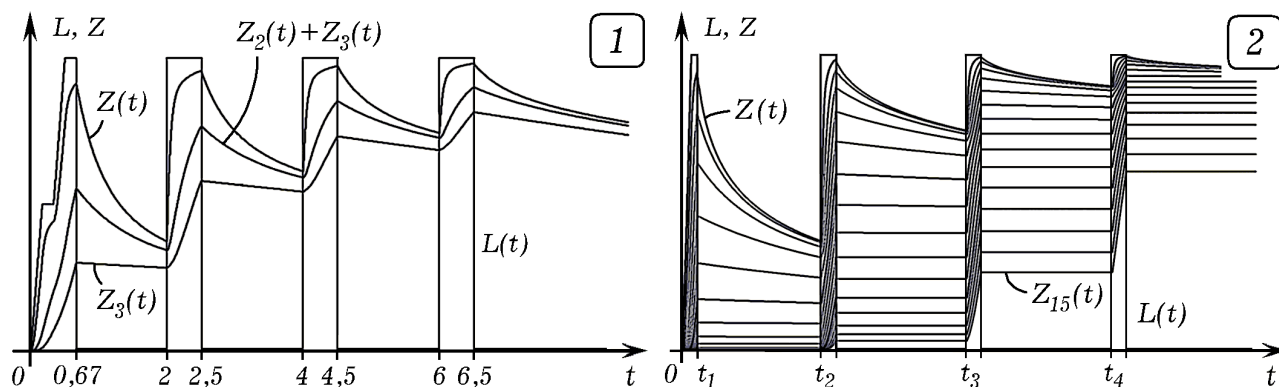 L, Z
Z₂(t)+Z₃(t)
1
Z(t)
L(t)
Z₃(t)
0 0,67 2 2,5 4 4,5 6 6,5 t
L, Z
2
Z(t)
Z₁₅(t)
L(t)
0 t₁ t₂ t₃ t₄ t